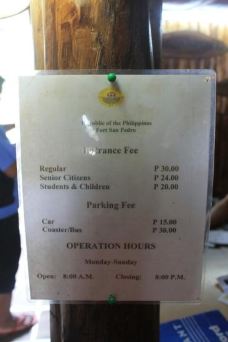 Republic of the Philippines
Fort San Pedro
Entrance Fee
Regular P 30.00
Senior Citizens P 24.00
Students & Children P 20.00
Parking Fee
Car P 15.00
Coaster/Bus P 30.00
OPERATION HOURS
Monday-Sunday
Open: 8:00 A.M. Closing: 8:00 P.M.